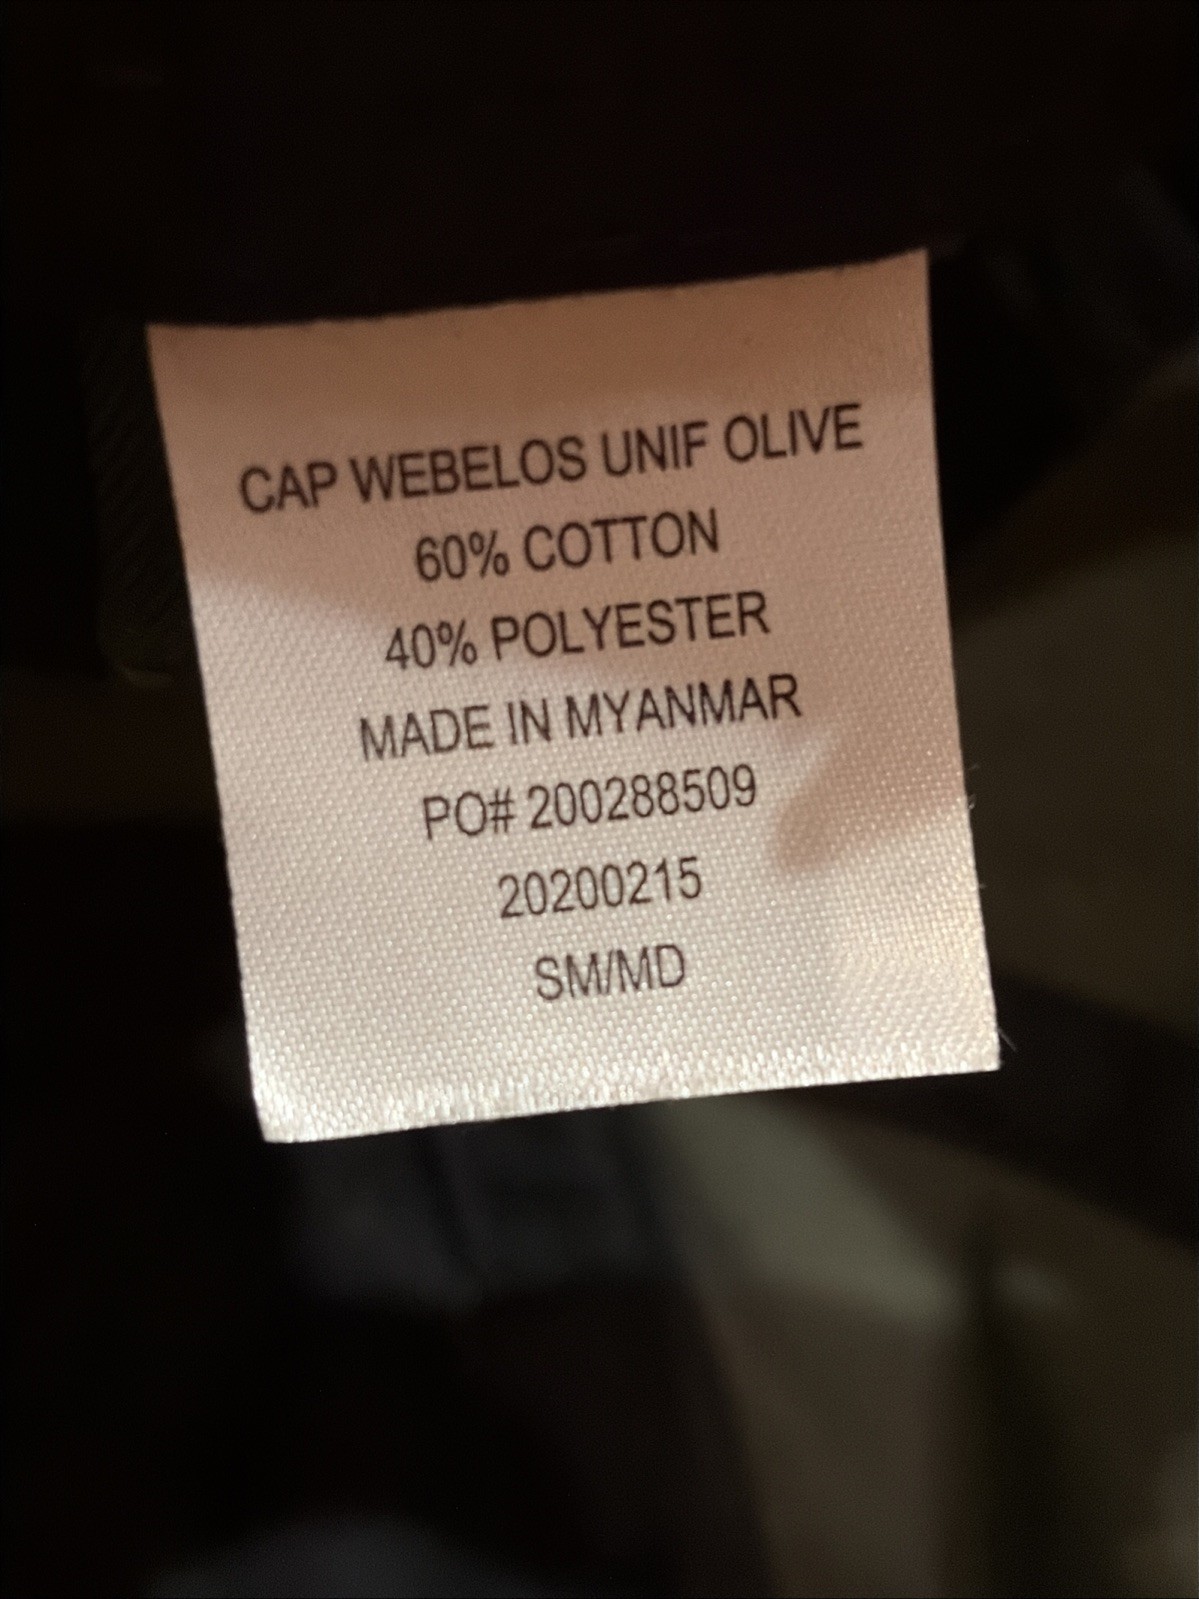 CAP WEBELOS UNIF OLIVE
60% COTTON
40% POLYESTER
MADE IN MYANMAR
PO# 200288509
20200215
SM/MD